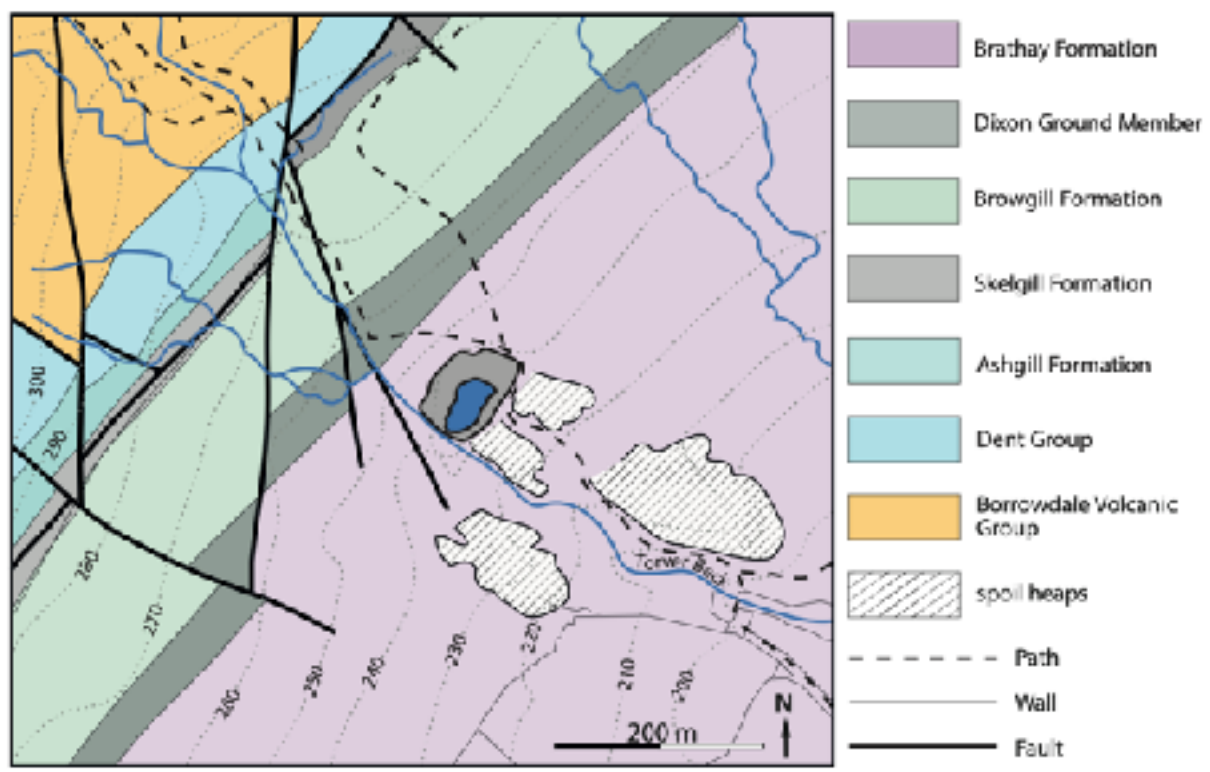 Brathay Formation
Dixon Ground Member
Browgill Formation
Skelgill Formation
Ashgill Formation
Dent Group
Borrowdale Volcanic
Group
spoil heaps
Path
Wall
Fault
300
290
280
270
260
250
240
230
220
210
200
Torver Beck
N
200 m